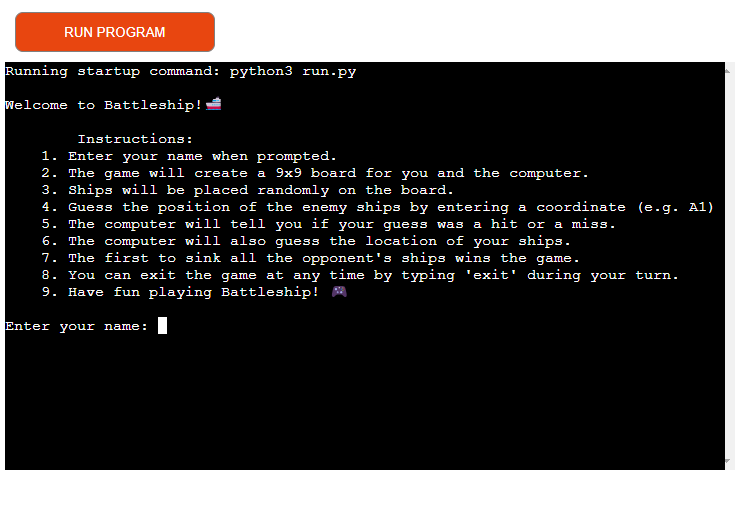 RUN PROGRAM
Running startup command: python3 run.py
Welcome to Battleship!🚢
Instructions:
1. Enter your name when prompted.
2. The game will create a 9x9 board for you and the computer.
3. Ships will be placed randomly on the board.
4. Guess the position of the enemy ships by entering a coordinate (e.g. A1)
5. The computer will tell you if your guess was a hit or a miss.
6. The computer will also guess the location of your ships.
7. The first to sink all the opponent's ships wins the game.
8. You can exit the game at any time by typing 'exit' during your turn.
9. Have fun playing Battleship! 🎮
Enter your name: